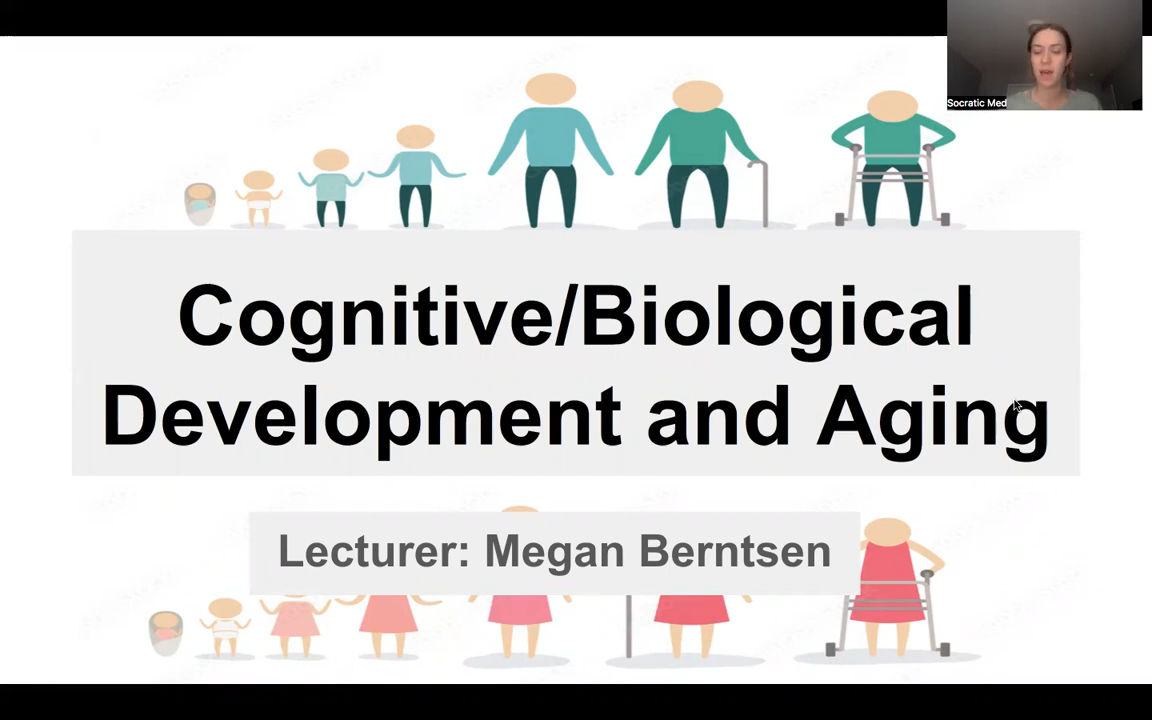 Socratic Med
Cognitive/Biological
Development and Aging
Lecturer: Megan Berntsen